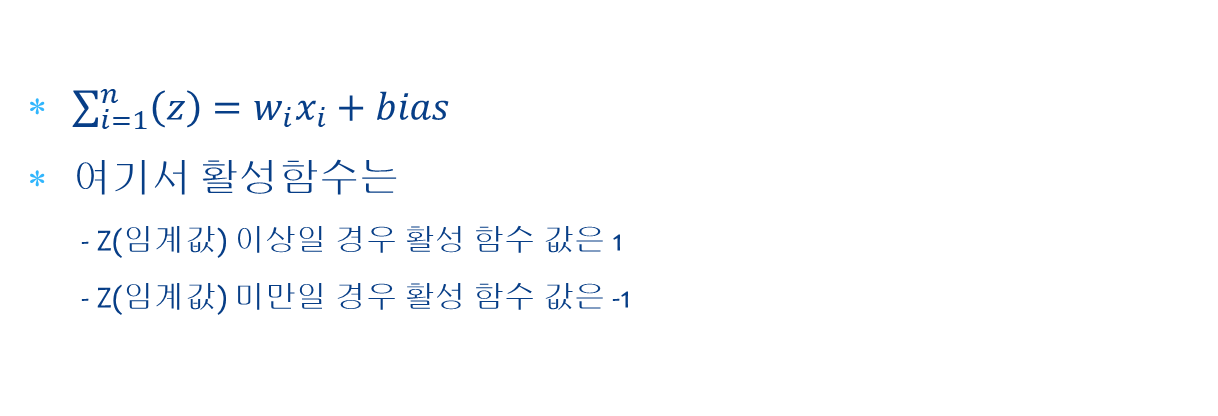 * ∑ⁿᵢ₌₁(z) = wᵢxᵢ + bias
* 여기서 활성함수는
- Z(임계값) 이상일 경우 활성 함수 값은 1
- Z(임계값) 미만일 경우 활성 함수 값은 -1